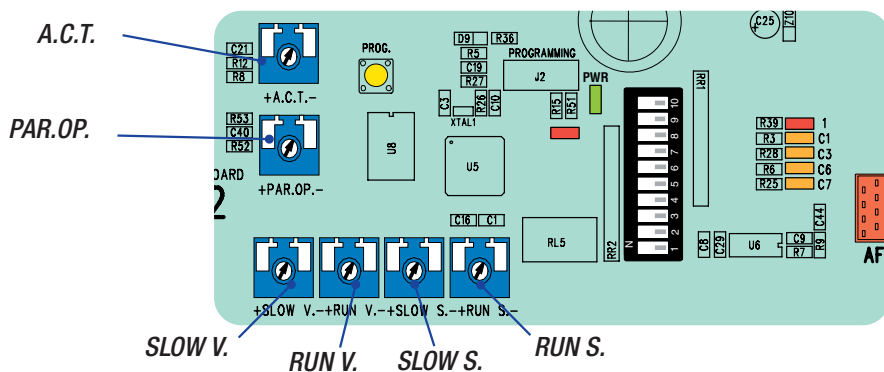 A.C.T.
PAR.OP.
C21
R12
R8
+A.C.T.-
R53
C40
R52
+PAR.OP.-
BOARD
2
PROG.
D9
R36
R5
C19
R27
PROGRAMMING
J2
C3
R26
C10
XTAL1
R15
R51
PWR
U8
U5
C16
C1
RL5
RR2
N
1
2
3
4
5
6
7
8
9
10
RR1
C25
Z10
R39
1
R3
C1
R28
C3
R6
C6
R25
C7
C8
C29
U6
C9
R7
R9
C44
AF
+SLOW V.-+RUN V.-+SLOW S.-+RUN S.-
SLOW V.
RUN V.
SLOW S.
RUN S.